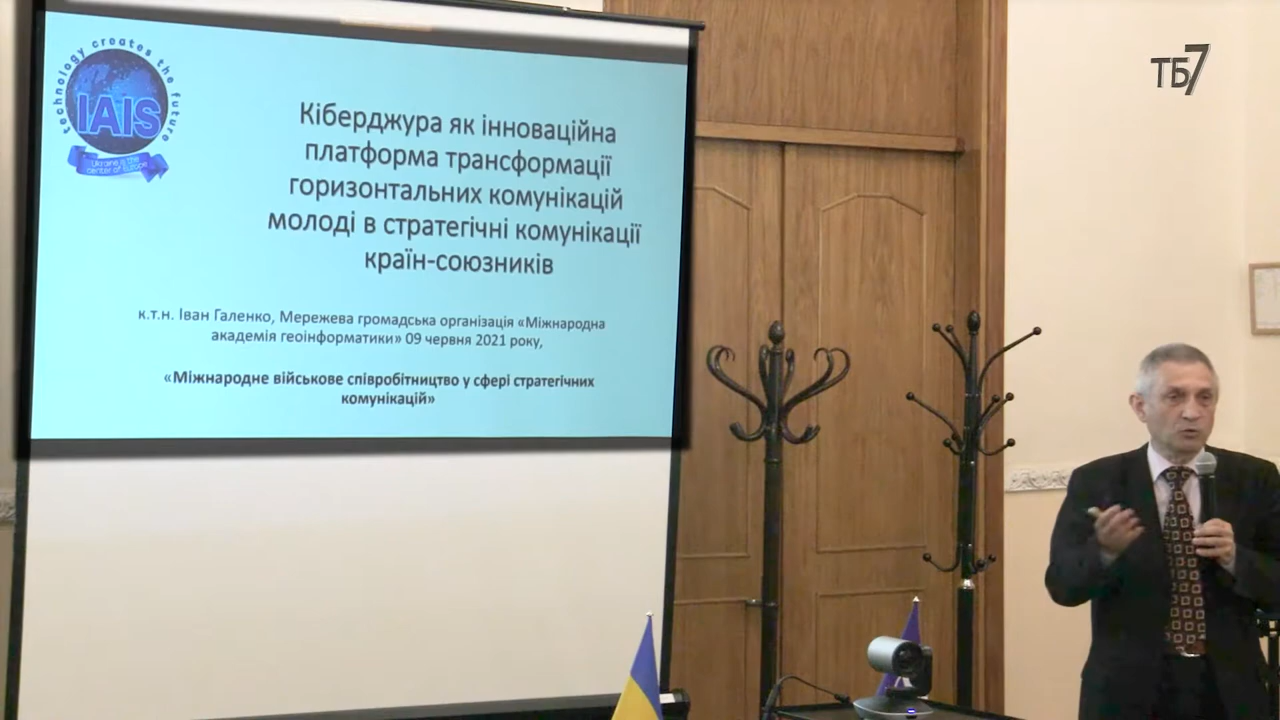 technology creates the future
IAIS
Ukraine is the
center of Europe
ТБ7
Кіберджура як інноваційна
платформа трансформації
горизонтальних комунікацій
молоді в стратегічні комунікації
країн-союзників
к.т.н. Іван Галенко, Мережева громадська організація «Міжнародна
академія геоінформатики» 09 червня 2021 року,
«Міжнародне військове співробітництво у сфері стратегічних
комунікацій»